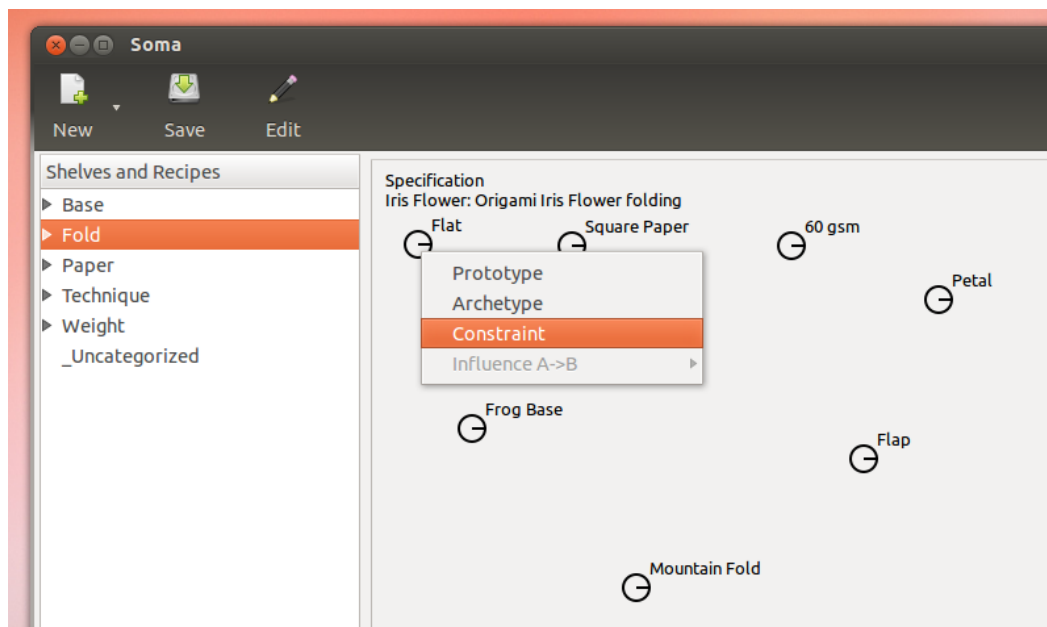 Soma
New Save Edit
Shelves and Recipes
Base
Fold
Paper
Technique
Weight
_Uncategorized
Specification
Iris Flower: Origami Iris Flower folding
Flat Square Paper 60 gsm
Petal
Prototype
Archetype
Constraint
Influence A->B
Frog Base
Flap
Mountain Fold